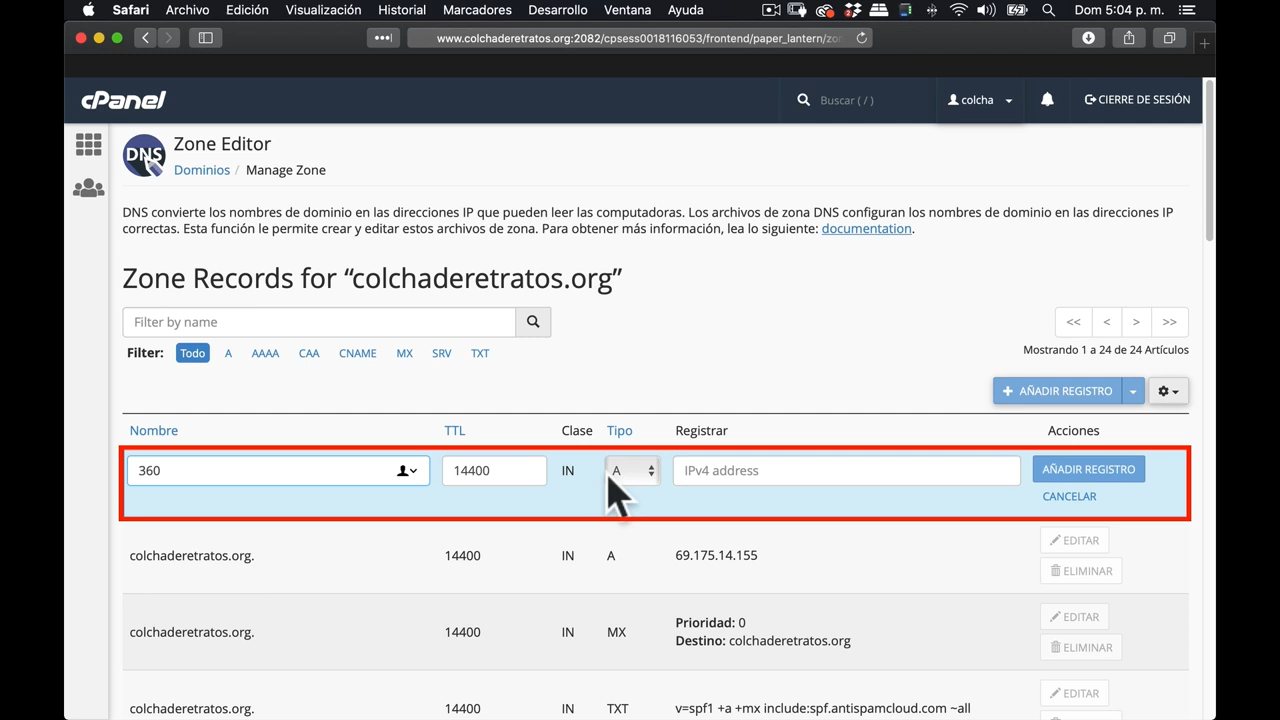 Safari Archivo Edición Visualización Historial Marcadores Desarrollo Ventana Ayuda Dom 5:04 p. m.
www.colchaderetratos.org:2082/cpsess0018116053/frontend/paper_lantern/zo
cPanel Buscar ( / ) colcha CIERRE DE SESIÓN
DNS
Zone Editor
Dominios / Manage Zone
DNS convierte los nombres de dominio en las direcciones IP que pueden leer las computadoras. Los archivos de zona DNS configuran los nombres de dominio en las direcciones IP
correctas. Esta función le permite crear y editar estos archivos de zona. Para obtener más información, lea lo siguiente: documentation.
Zone Records for “colchaderetratos.org”
Filter by name << < > >>
Filter: Todo A AAAA CAA CNAME MX SRV TXT Mostrando 1 a 24 de 24 Artículos
+ AÑADIR REGISTRO
Nombre TTL Clase Tipo Registrar Acciones
360 14400 IN A IPv4 address AÑADIR REGISTRO
CANCELAR
colchaderetratos.org. 14400 IN A 69.175.14.155 EDITAR
ELIMINAR
colchaderetratos.org. 14400 IN MX Prioridad: 0 EDITAR
Destino: colchaderetratos.org ELIMINAR
colchaderetratos.org. 14400 IN TXT v=spf1 +a +mx include:spf.antispamcloud.com ~all EDITAR